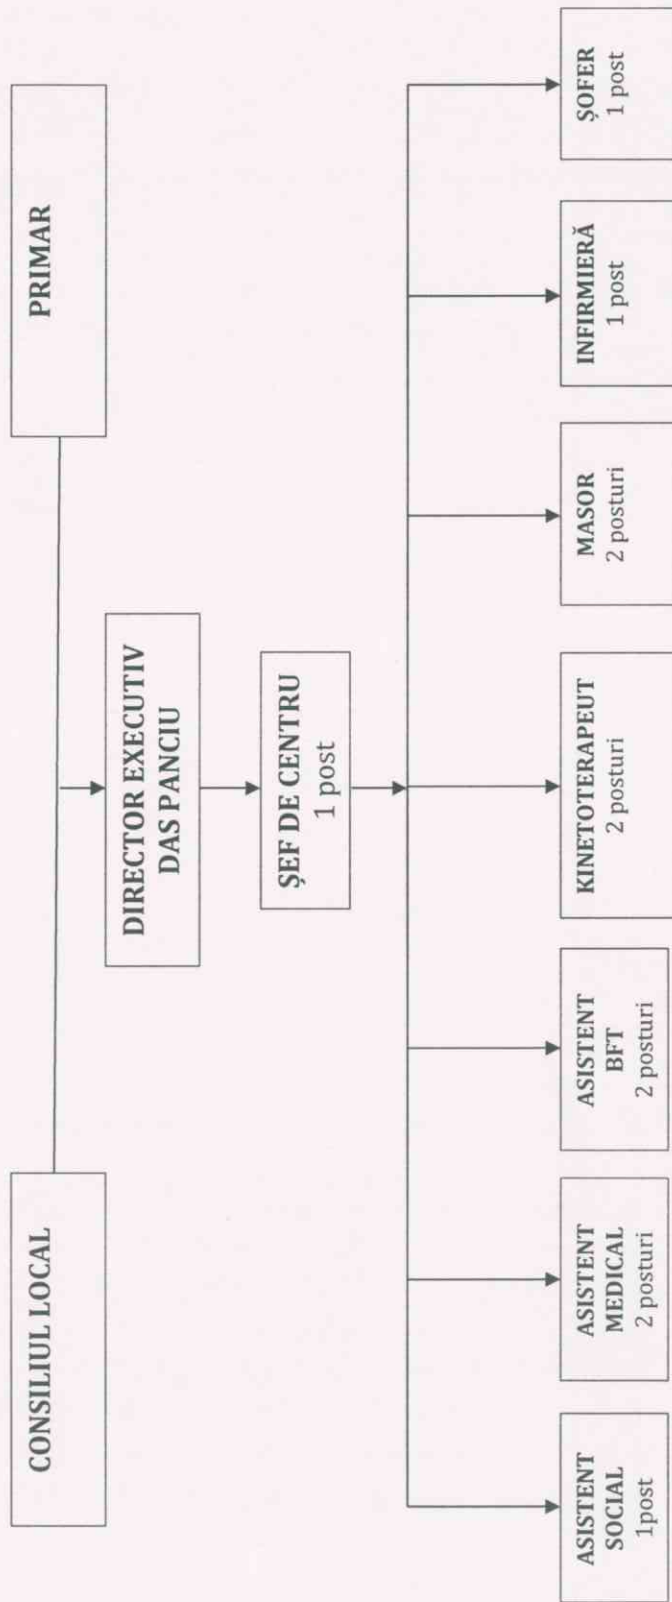 CONSILIUL LOCAL
PRIMAR
DIRECTOR EXECUTIV
DAS PANCIU
ȘEF DE CENTRU
1 post
ASISTENT
SOCIAL
1post
ASISTENT
MEDICAL
2 posturi
ASISTENT
BFT
2 posturi
KINETOTERAPEUT
2 posturi
MASOR
2 posturi
INFIRMIERĂ
1 post
ȘOFER
1 post